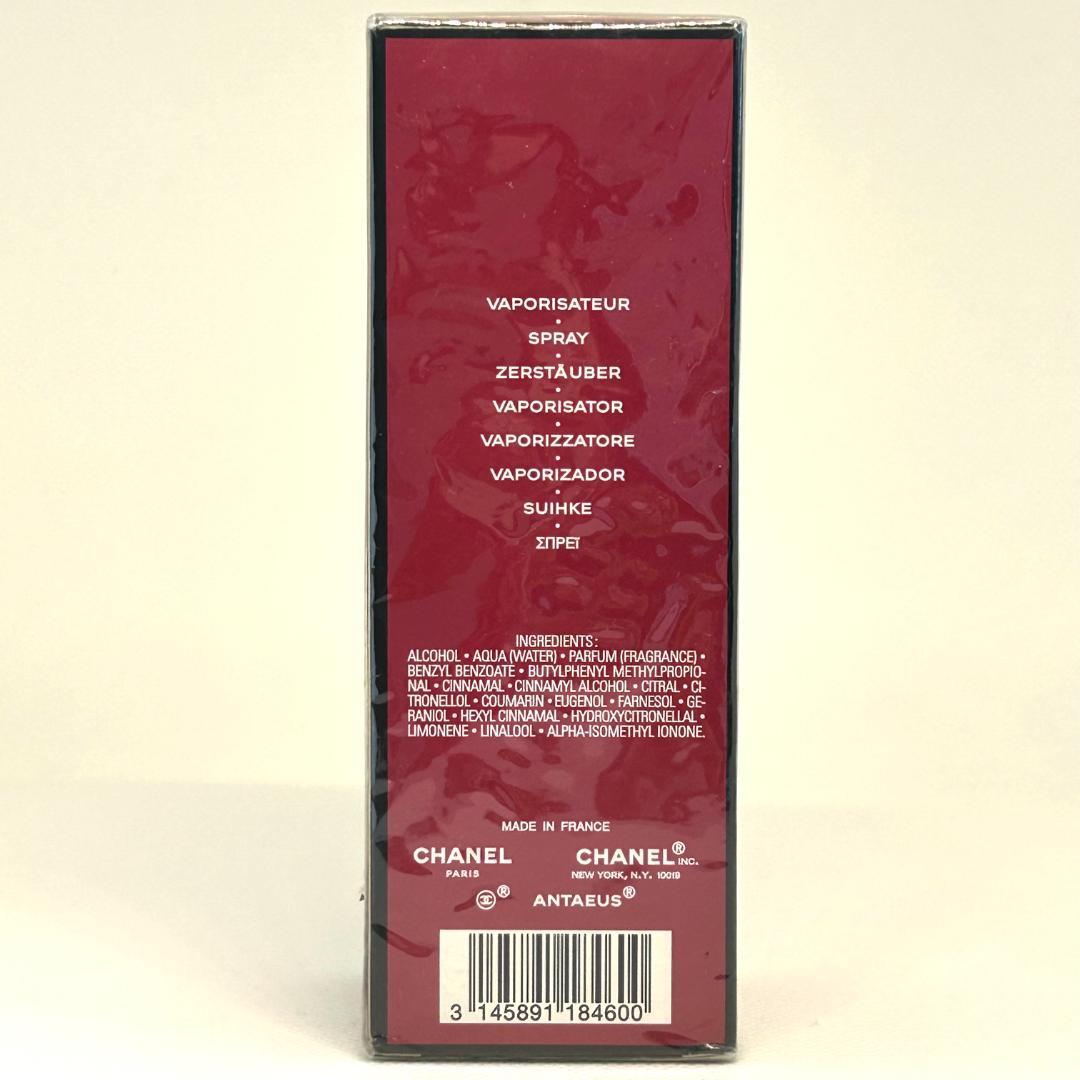 VAPORISATEUR
•
SPRAY
•
ZERSTÄUBER
•
VAPORISATOR
•
VAPORIZZATORE
•
VAPORIZADOR
•
SUIHKE
•
ΣΠΡΕΪ
INGREDIENTS:
ALCOHOL • AQUA (WATER) • PARFUM (FRAGRANCE) •
BENZYL BENZOATE • BUTYLPHENYL METHYLPROPIO-
NAL • CINNAMAL • CINNAMYL ALCOHOL • CITRAL • CI-
TRONELLOL • COUMARIN • EUGENOL • FARNESOL • GE-
RANIOL • HEXYL CINNAMAL • HYDROXYCITRONELLAL •
LIMONENE • LINALOOL • ALPHA-ISOMETHYL IONONE.
MADE IN FRANCE
CHANEL CHANEL® INC.
PARIS NEW YORK, N.Y. 10019
® ANTAEUS®
3 145891 184600